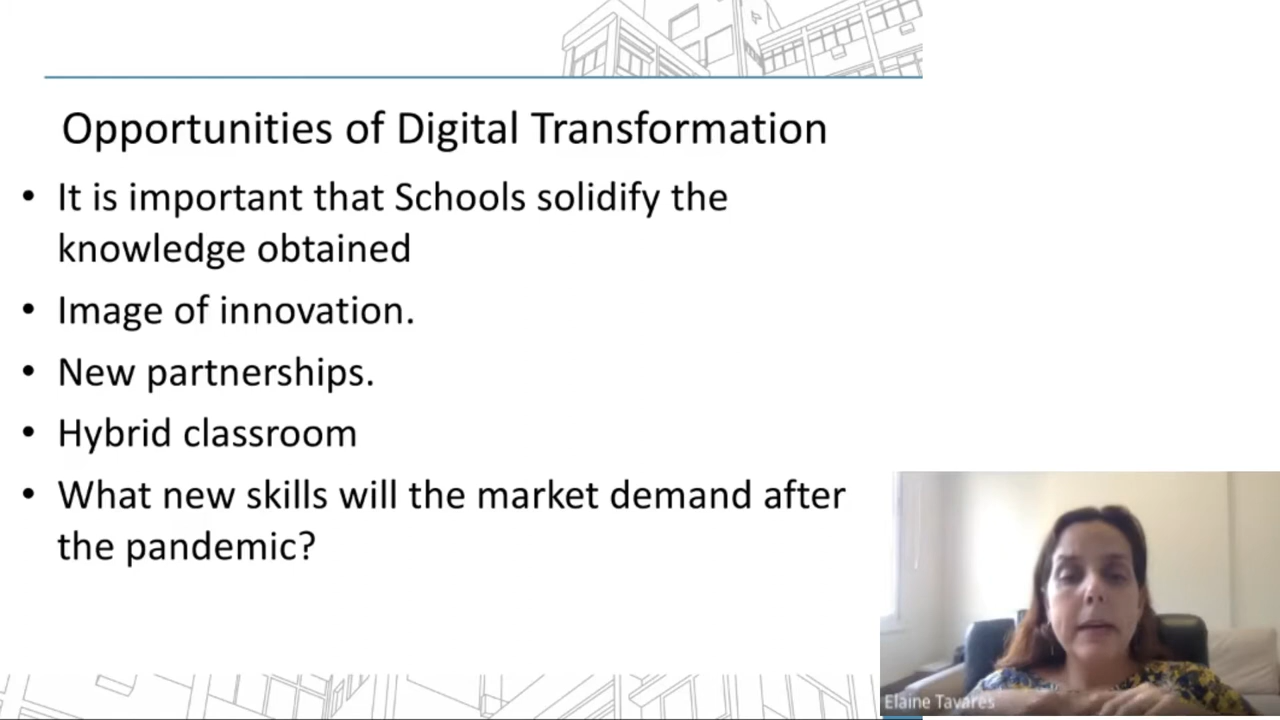 Opportunities of Digital Transformation
• It is important that Schools solidify the
knowledge obtained
• Image of innovation.
• New partnerships.
• Hybrid classroom
• What new skills will the market demand after
the pandemic?
Elaine Tavares